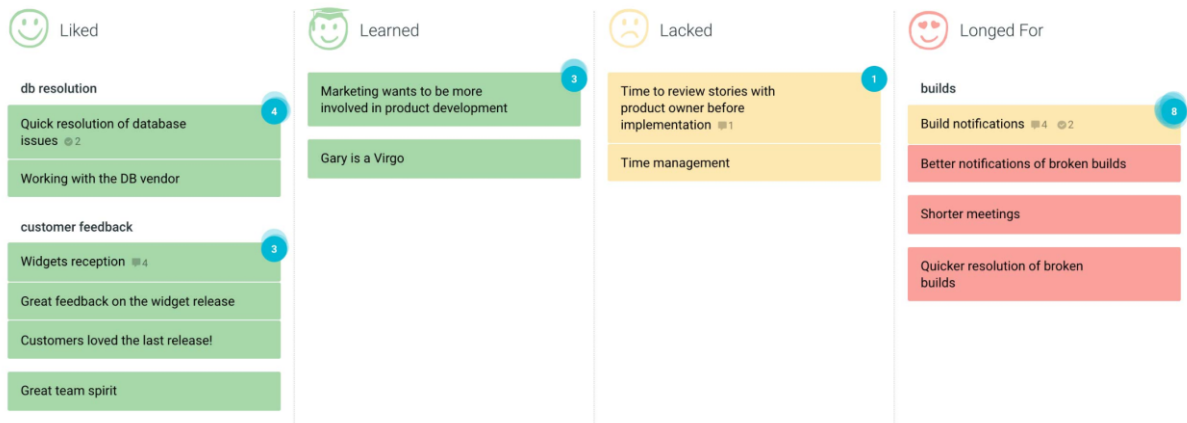 Liked
db resolution
4
Quick resolution of database
issues 2
Working with the DB vendor
customer feedback
3
Widgets reception 4
Great feedback on the widget release
Customers loved the last release!
Great team spirit
Learned
3
Marketing wants to be more
involved in product development
Gary is a Virgo
Lacked
1
Time to review stories with
product owner before
implementation 1
Time management
Longed For
builds
8
Build notifications 4 2
Better notifications of broken builds
Shorter meetings
Quicker resolution of broken
builds